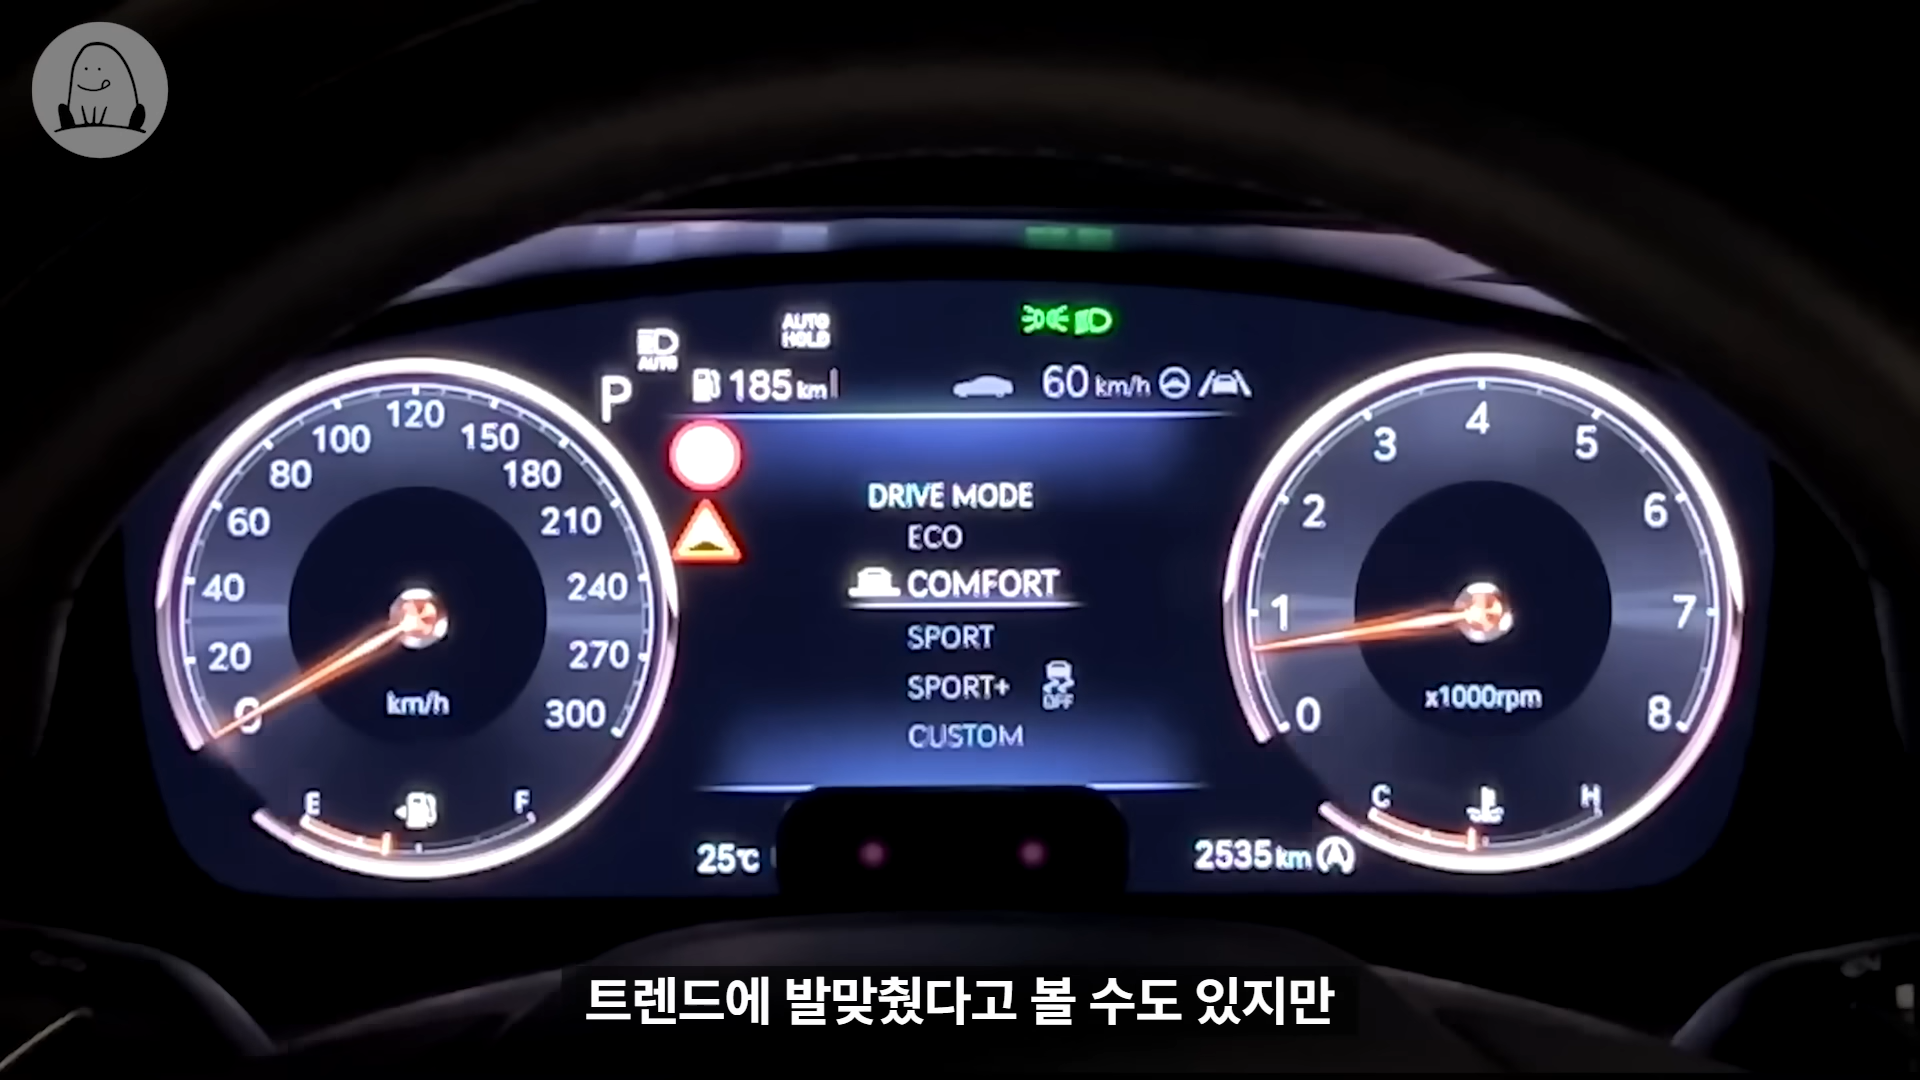 AUTO
HOLD
AUTO
P
185 km
60 km/h
120
100
150
80
180
60
210
40
240
20
270
0
300
km/h
E
F
DRIVE MODE
ECO
COMFORT
SPORT
SPORT+
OFF
CUSTOM
4
3
5
2
6
1
7
0
8
x1000rpm
C
H
25℃
2535 km
A
트렌드에 발맞췄다고 볼 수도 있지만